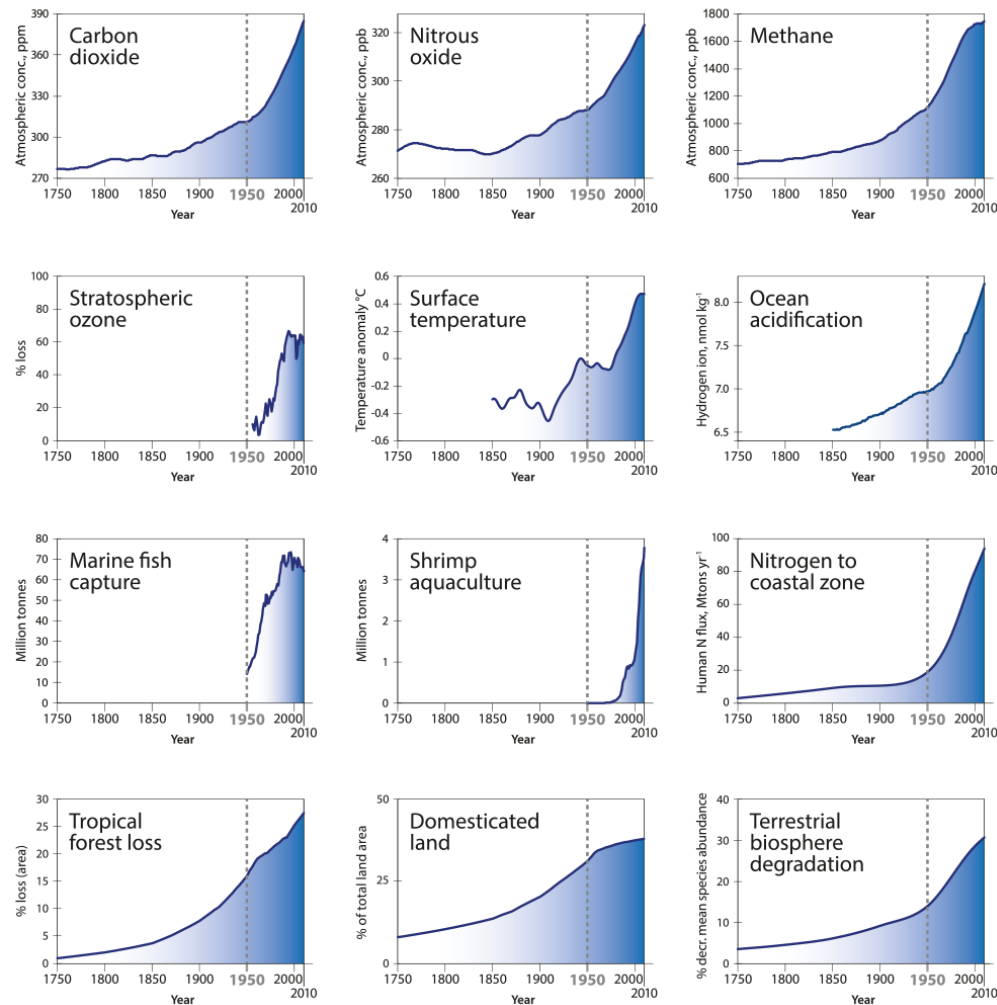 Carbon
dioxide
Atmospheric conc., ppm
390
360
330
300
270
1750 1800 1850 1900 1950 2000
2010
Year
Nitrous
oxide
Atmospheric conc., ppb
320
300
280
260
1750 1800 1850 1900 1950 2000
2010
Year
Methane
Atmospheric conc., ppb
1800
1600
1400
1200
1000
800
600
1750 1800 1850 1900 1950 2000
2010
Year
Stratospheric
ozone
% loss
100
80
60
40
20
0
1750 1800 1850 1900 1950 2000
2010
Year
Surface
temperature
Temperature anomaly °C
0.6
0.4
0.2
0
-0.2
-0.4
-0.6
1750 1800 1850 1900 1950 2000
2010
Year
Ocean
acidification
Hydrogen ion, nmol kg⁻¹
8.0
7.5
7.0
6.5
1750 1800 1850 1900 1950 2000
2010
Year
Marine fish
capture
Million tonnes
80
70
60
50
40
30
20
10
0
1750 1800 1850 1900 1950 2000
2010
Year
Shrimp
aquaculture
Million tonnes
4
3
2
1
0
1750 1800 1850 1900 1950 2000
2010
Year
Nitrogen to
coastal zone
Human N flux, Mtons yr⁻¹
100
80
60
40
20
0
1750 1800 1850 1900 1950 2000
2010
Year
Tropical
forest loss
% loss (area)
30
25
20
15
10
5
0
1750 1800 1850 1900 1950 2000
2010
Year
Domesticated
land
% of total land area
50
25
0
1750 1800 1850 1900 1950 2000
2010
Year
Terrestrial
biosphere
degradation
% decr. mean species abundance
40
30
20
10
0
1750 1800 1850 1900 1950 2000
2010
Year